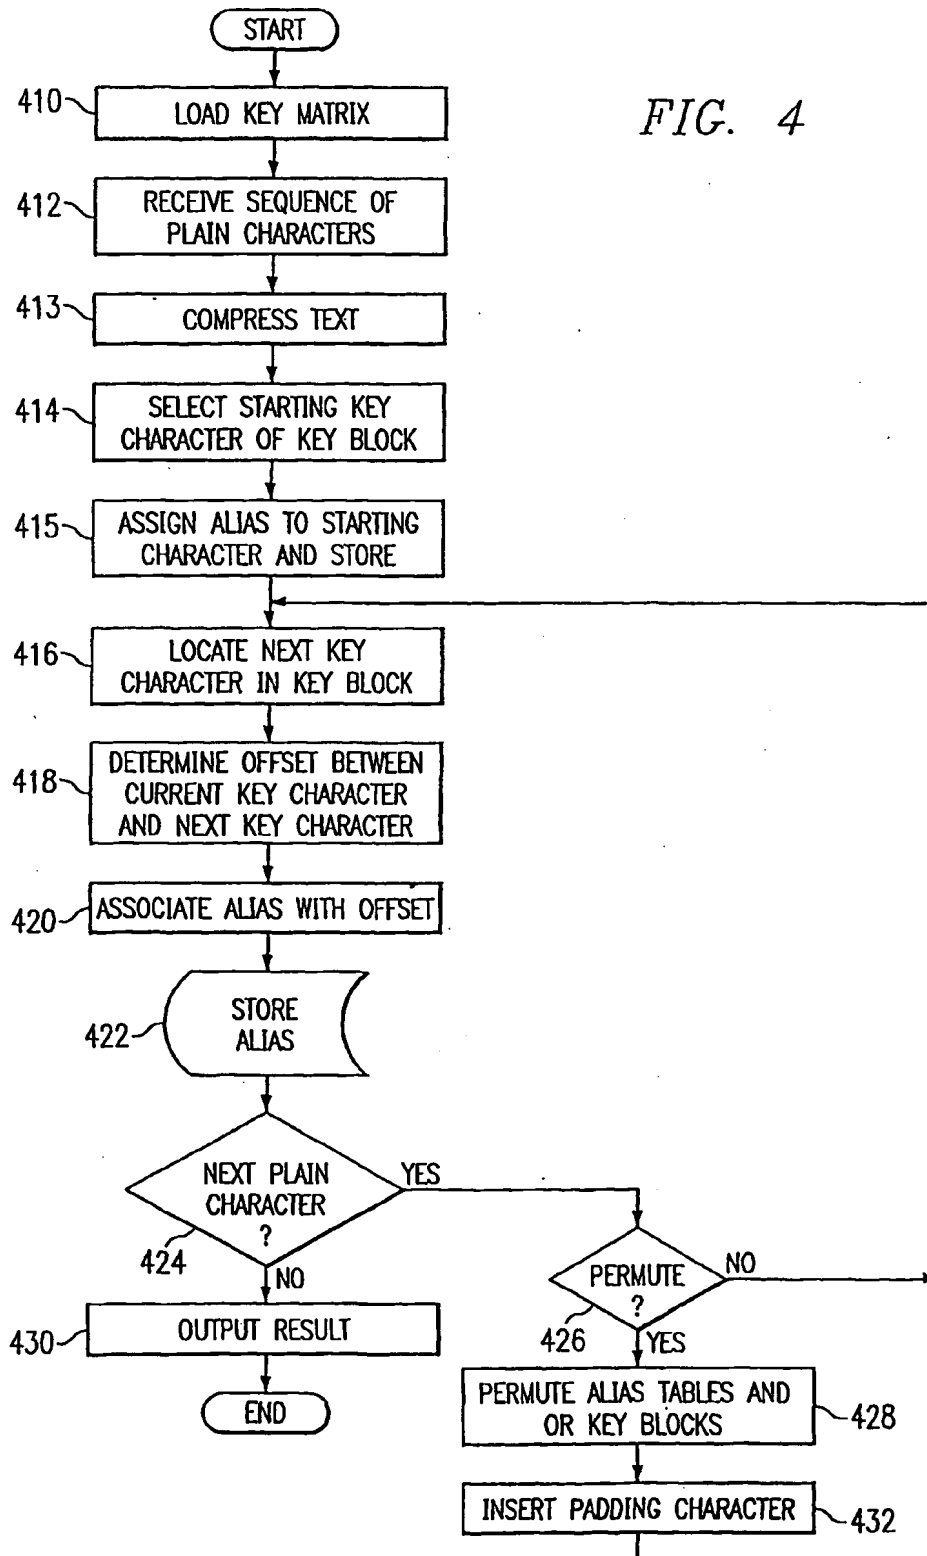 START
FIG. 4
410
LOAD KEY MATRIX
412
RECEIVE SEQUENCE OF
PLAIN CHARACTERS
413
COMPRESS TEXT
414
SELECT STARTING KEY
CHARACTER OF KEY BLOCK
415
ASSIGN ALIAS TO STARTING
CHARACTER AND STORE
416
LOCATE NEXT KEY
CHARACTER IN KEY BLOCK
418
DETERMINE OFFSET BETWEEN
CURRENT KEY CHARACTER
AND NEXT KEY CHARACTER
420
ASSOCIATE ALIAS WITH OFFSET
422
STORE
ALIAS
NEXT PLAIN
CHARACTER
?
424
YES
NO
PERMUTE
?
426
NO
YES
430
OUTPUT RESULT
END
PERMUTE ALIAS TABLES AND
OR KEY BLOCKS
428
INSERT PADDING CHARACTER
432